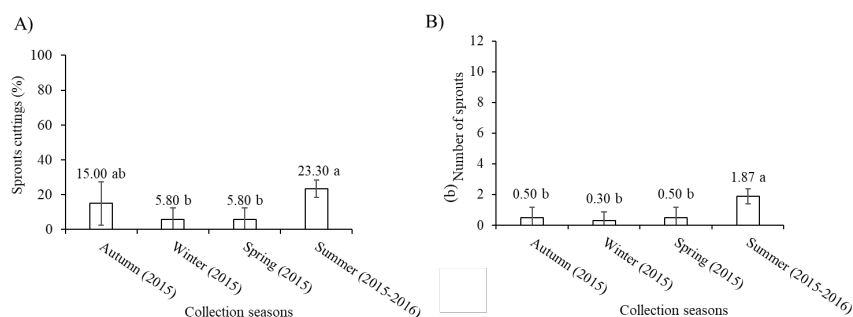 A)
Sprouts cuttings (%)
100
80
60
40
20
0
15.00 ab
5.80 b
5.80 b
23.30 a
Autumn (2015)
Winter (2015)
Spring (2015)
Summer (2015-2016)
Collection seasons
B)
(b) Number of sprouts
12
10
8
6
4
2
0
0.50 b
0.30 b
0.50 b
1.87 a
Autumn (2015)
Winter (2015)
Spring (2015)
Summer (2015-2016)
Collection seasons